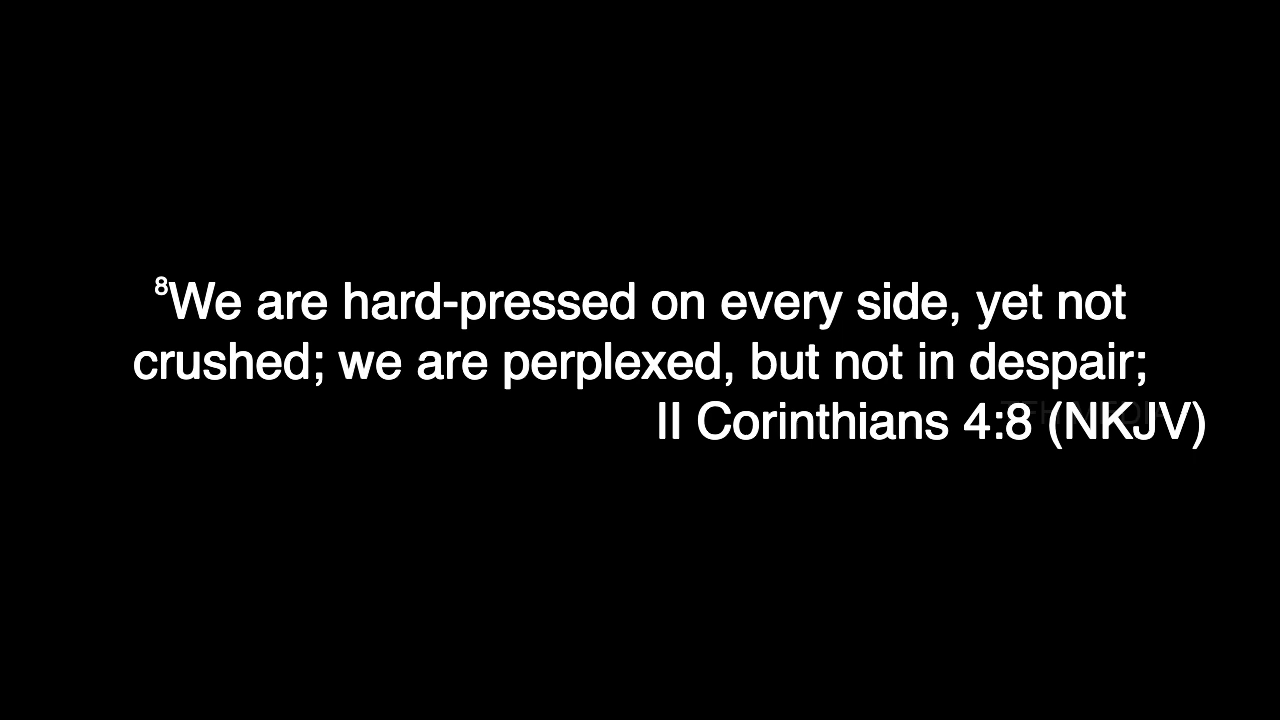 ⁸We are hard-pressed on every side, yet not
crushed; we are perplexed, but not in despair;
II Corinthians 4:8 (NKJV)